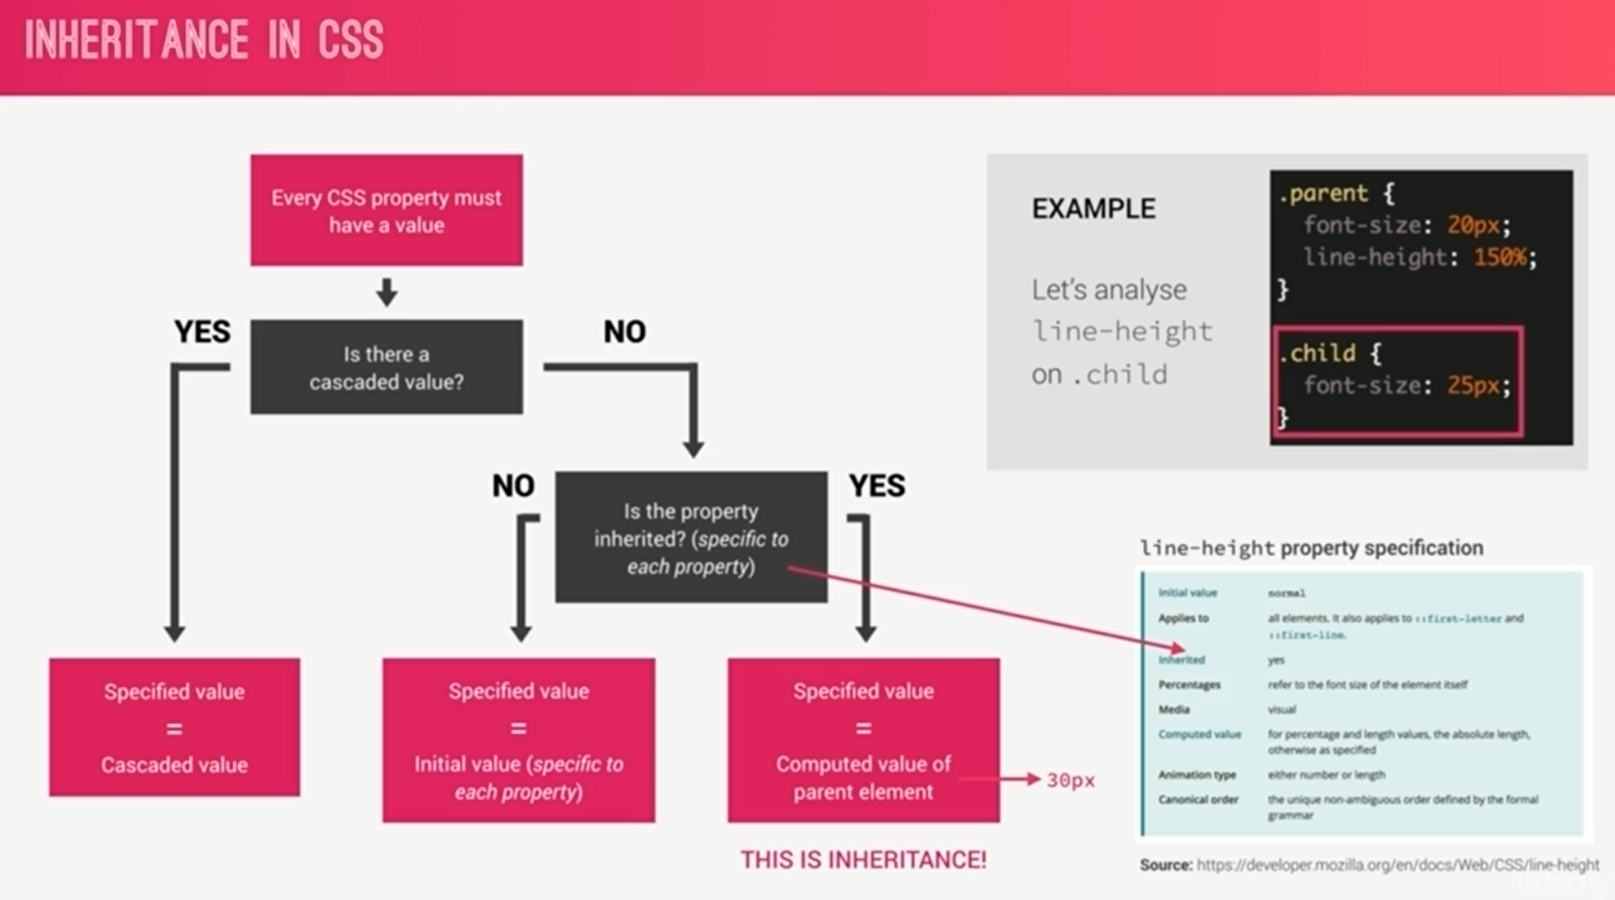 INHERITANCE IN CSS
Every CSS property must
have a value
YES
Is there a
cascaded value?
NO
NO
Is the property
inherited? (specific to
each property)
YES
Specified value
=
Cascaded value
Specified value
=
Initial value (specific to
each property)
Specified value
=
Computed value of
parent element
30px
THIS IS INHERITANCE!
EXAMPLE
Let's analyse
line-height
on .child
.parent {
font-size: 20px;
line-height: 150%;
}
.child {
font-size: 25px;
}
line-height property specification
Initial value normal
Applies to all elements. It also applies to ::first-letter and
::first-line.
Inherited yes
Percentages refer to the font size of the element itself
Media visual
Computed value for percentage and length values, the absolute length,
otherwise as specified
Animation type either number or length
Canonical order the unique non-ambiguous order defined by the formal
grammar
Source: https://developer.mozilla.org/en/docs/Web/CSS/line-height
udemy